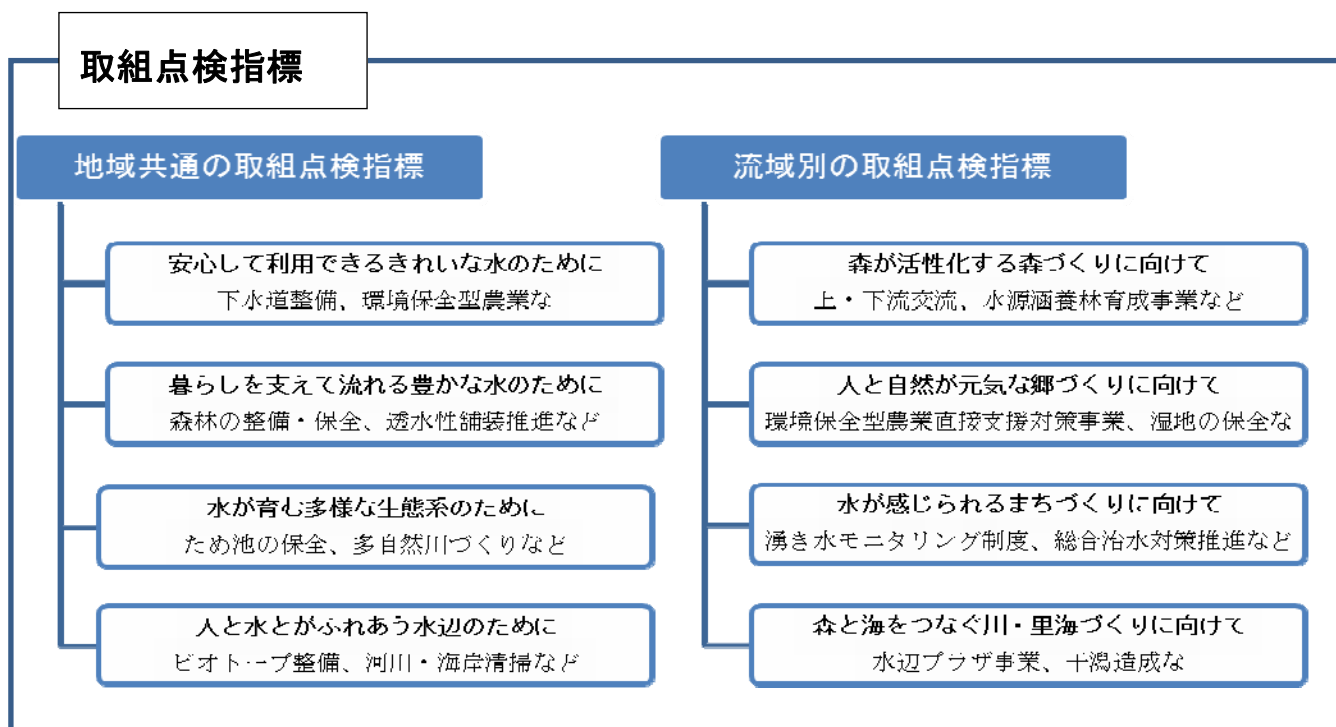 取組点検指標
地域共通の取組点検指標
安心して利用できるきれいな水のために
下水道整備、環境保全型農業な
暮らしを支えて流れる豊かな水のために
森林の整備・保全、透水性舗装推進など
水が育む多様な生態系のために
ため池の保全、多自然川づくりなど
人と水とがふれあう水辺のために
ビオトープ整備、河川・海岸清掃など
流域別の取組点検指標
森が活性化する森づくりに向けて
上・下流交流、水源涵養林育成事業など
人と自然が元気な郷づくりに向けて
環境保全型農業直接支援対策事業、湿地の保全な
水が感じられるまちづくりに向けて
湧き水モニタリング制度、総合治水対策推進など
森と海をつなぐ川・里海づくりに向けて
水辺プラザ事業、干潟造成な